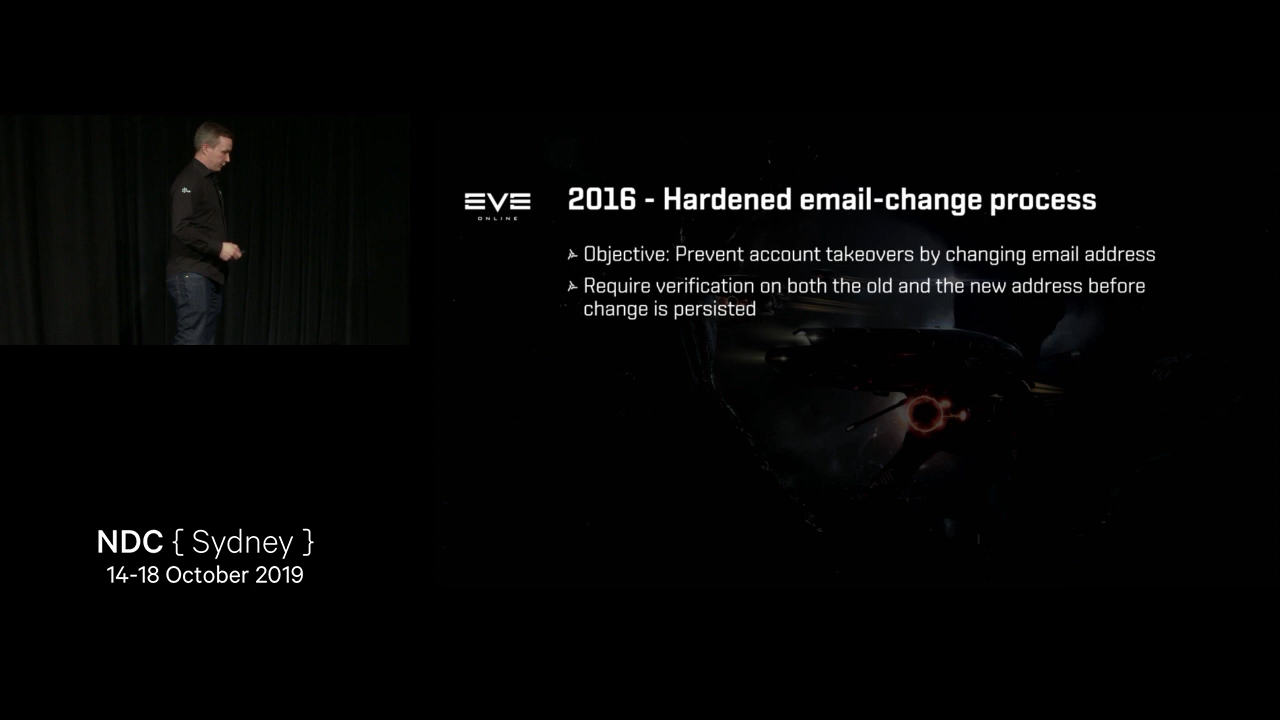 EVE
ONLINE
2016 - Hardened email-change process
Objective: Prevent account takeovers by changing email address
Require verification on both the old and the new address before
change is persisted
NDC { Sydney }
14-18 October 2019